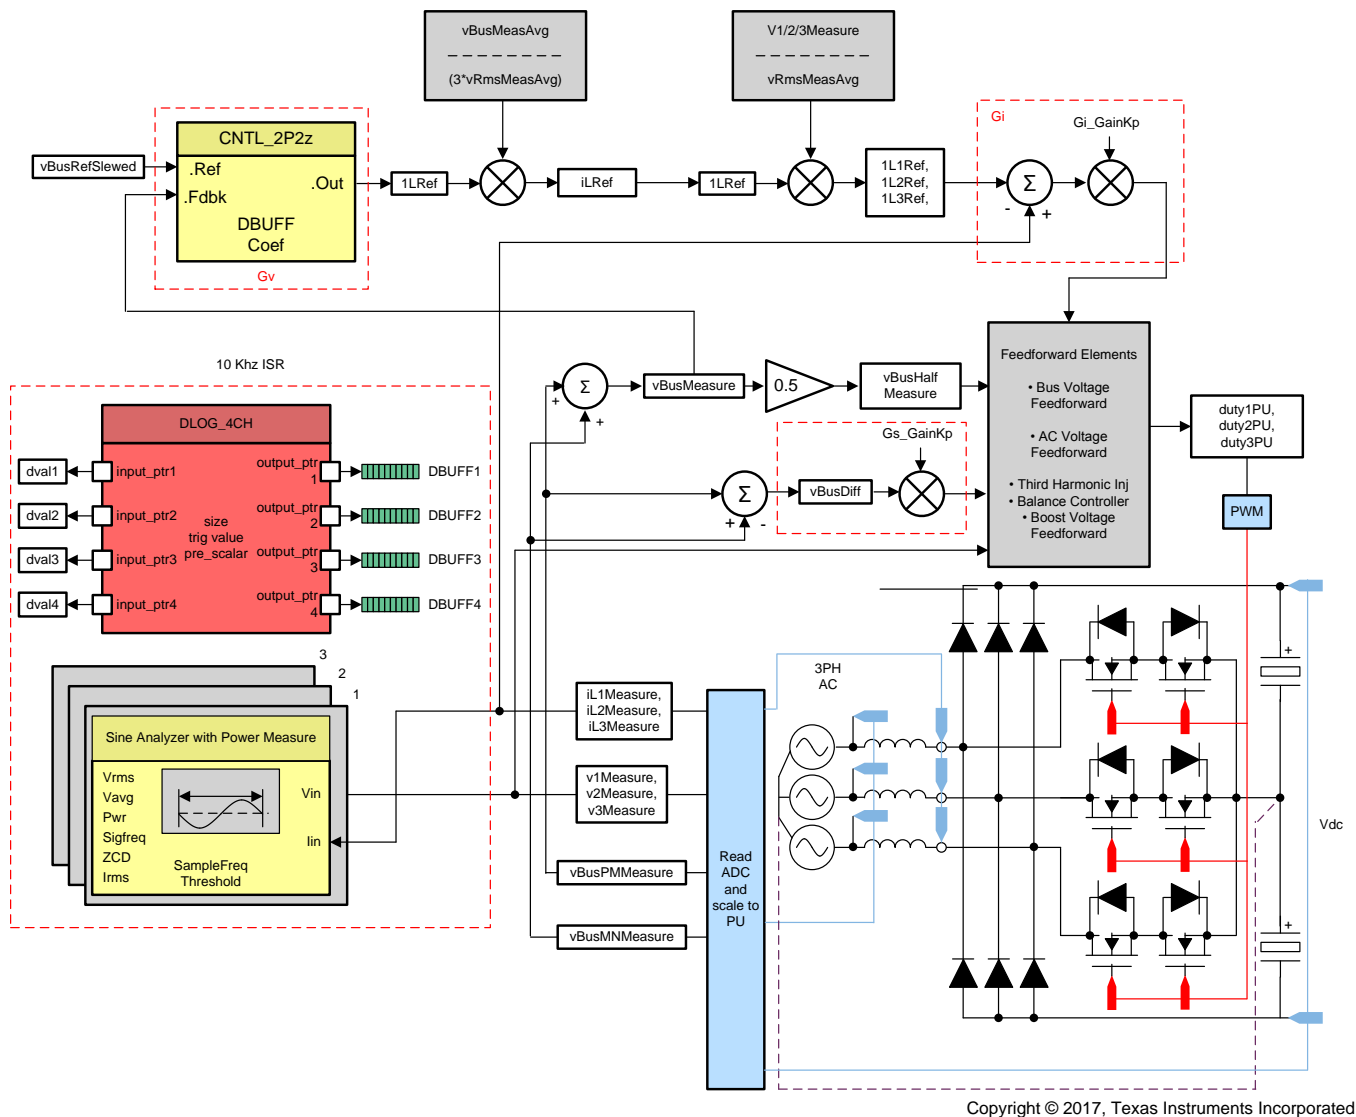 vBusMeasAvg
(3*vRmsMeasAvg)
V1/2/3Measure
vRmsMeasAvg
CNTL_2P2z
.Ref
.Fdbk
.Out
DBUFF
Coef
Gv
vBusRefSlewed
1LRef
iLRef
1LRef
1L1Ref,
1L2Ref,
1L3Ref,
Gi
Gi_GainKp
Σ
-
+
10 Khz ISR
Σ
+
+
vBusMeasure
0.5
vBusHalf
Measure
Gs_GainKp
Σ
+
-
vBusDiff
Feedforward Elements
• Bus Voltage
Feedforward
• AC Voltage
Feedforward
• Third Harmonic Inj
• Balance Controller
• Boost Voltage
Feedforward
duty1PU,
duty2PU,
duty3PU
PWM
DLOG_4CH
dval1
input_ptr1
output_ptr
1
DBUFF1
dval2
input_ptr2
output_ptr
2
DBUFF2
size
trig value
pre_scalar
dval3
input_ptr3
output_ptr
3
DBUFF3
dval4
input_ptr4
output_ptr
4
DBUFF4
3
2
1
Sine Analyzer with Power Measure
Vrms
Vavg
Pwr
Sigfreq
ZCD
Irms
Vin
Iin
SampleFreq
Threshold
iL1Measure,
iL2Measure,
iL3Measure
v1Measure,
v2Measure,
v3Measure
vBusPMMeasure
vBusMNMeasure
Read
ADC
and
scale to
PU
3PH
AC
+
+
Vdc
Copyright © 2017, Texas Instruments Incorporated